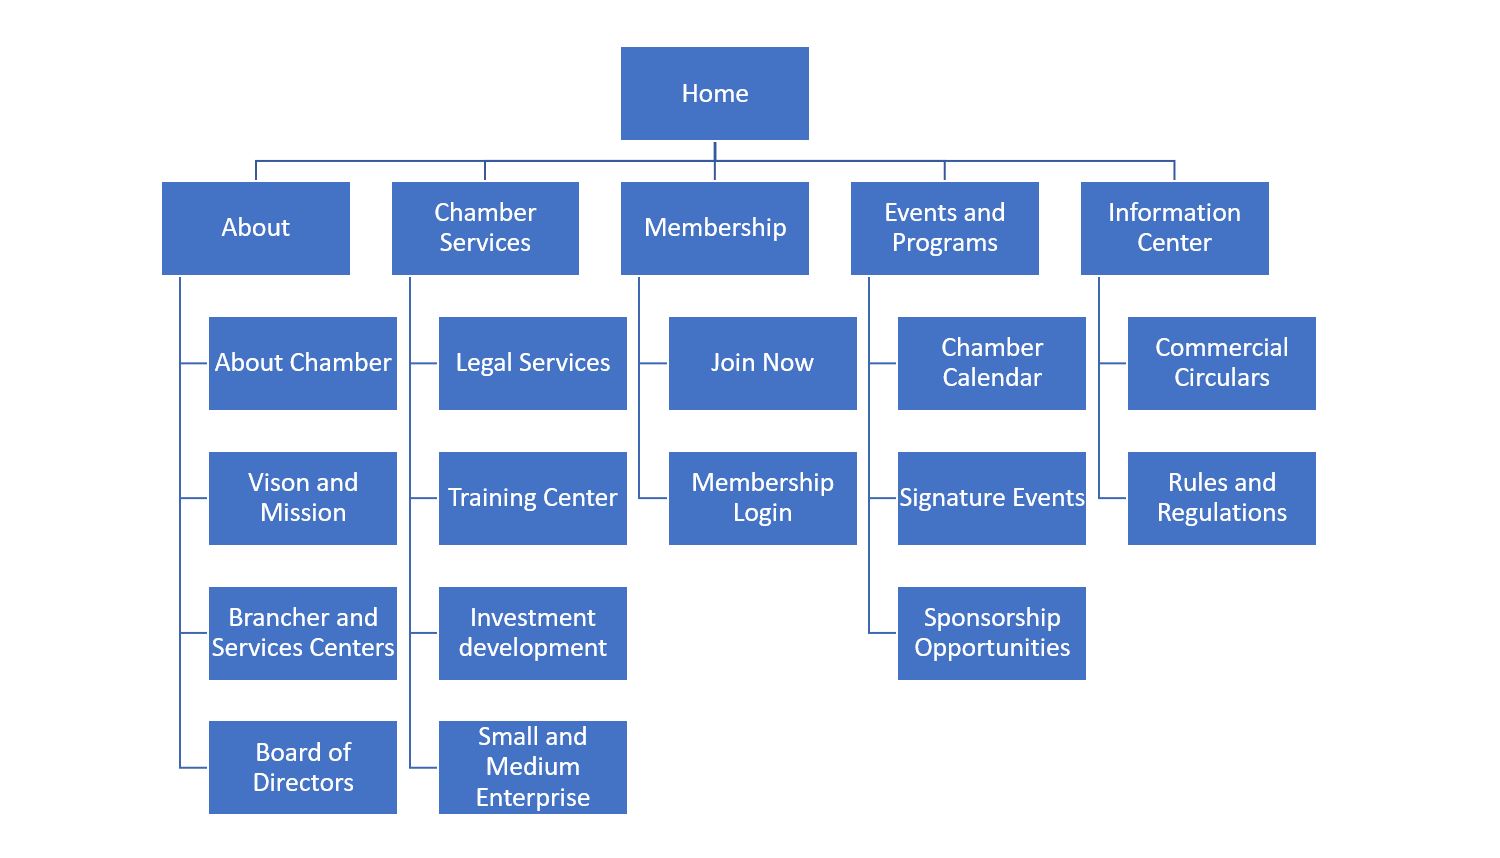 Home
About
Chamber
Services
Membership
Events and
Programs
Information
Center
About Chamber
Legal Services
Join Now
Chamber
Calendar
Commercial
Circulars
Vison and
Mission
Training Center
Membership
Login
Signature Events
Rules and
Regulations
Brancher and
Services Centers
Investment
development
Sponsorship
Opportunities
Board of
Directors
Small and
Medium
Enterprise